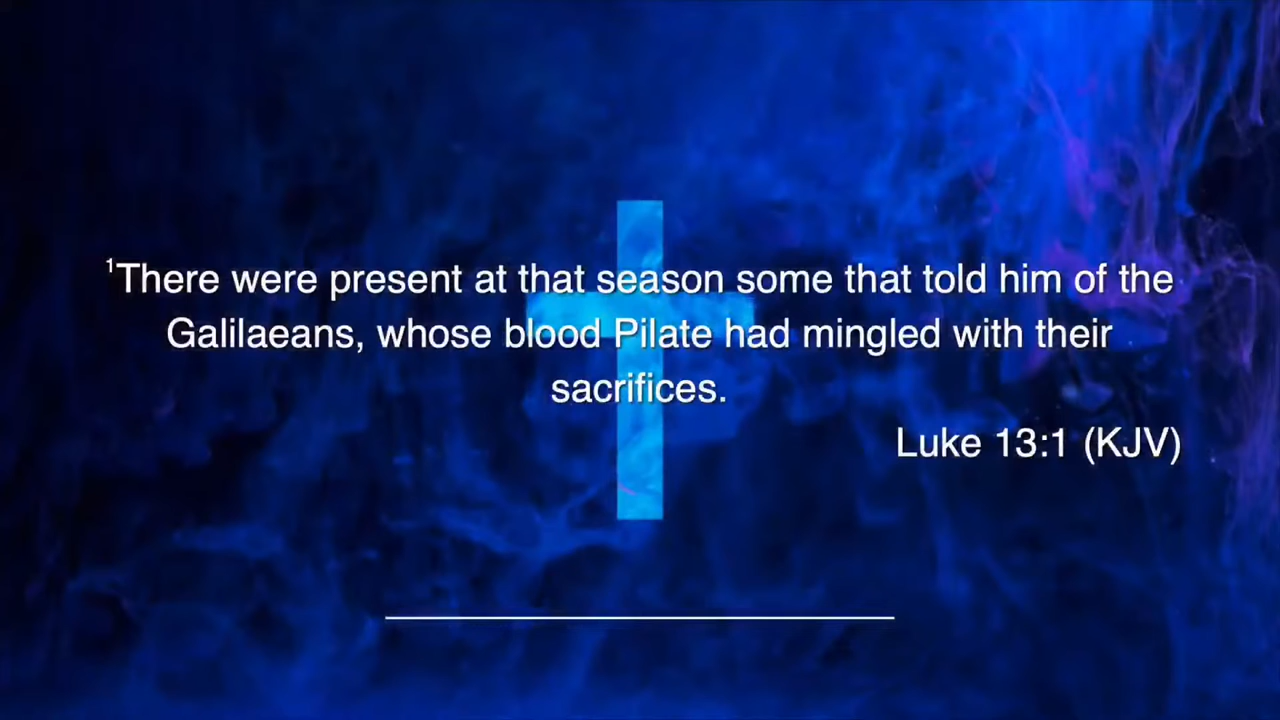 ¹There were present at that season some that told him of the
Galilaeans, whose blood Pilate had mingled with their
sacrifices.
Luke 13:1 (KJV)